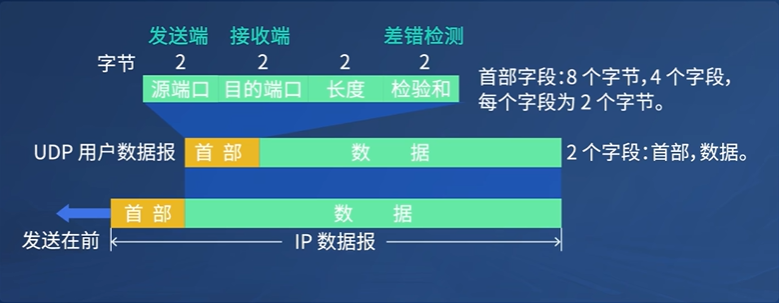 发送端 接收端 差错检测
字节 2 2 2 2
源端口 目的端口 长度 检验和
首部字段：8 个字节，4 个字段，
每个字段为 2 个字节。
UDP 用户数据报 首 部 数 据 2 个字段：首部，数据。
首 部 数 据
发送在前 IP 数据报